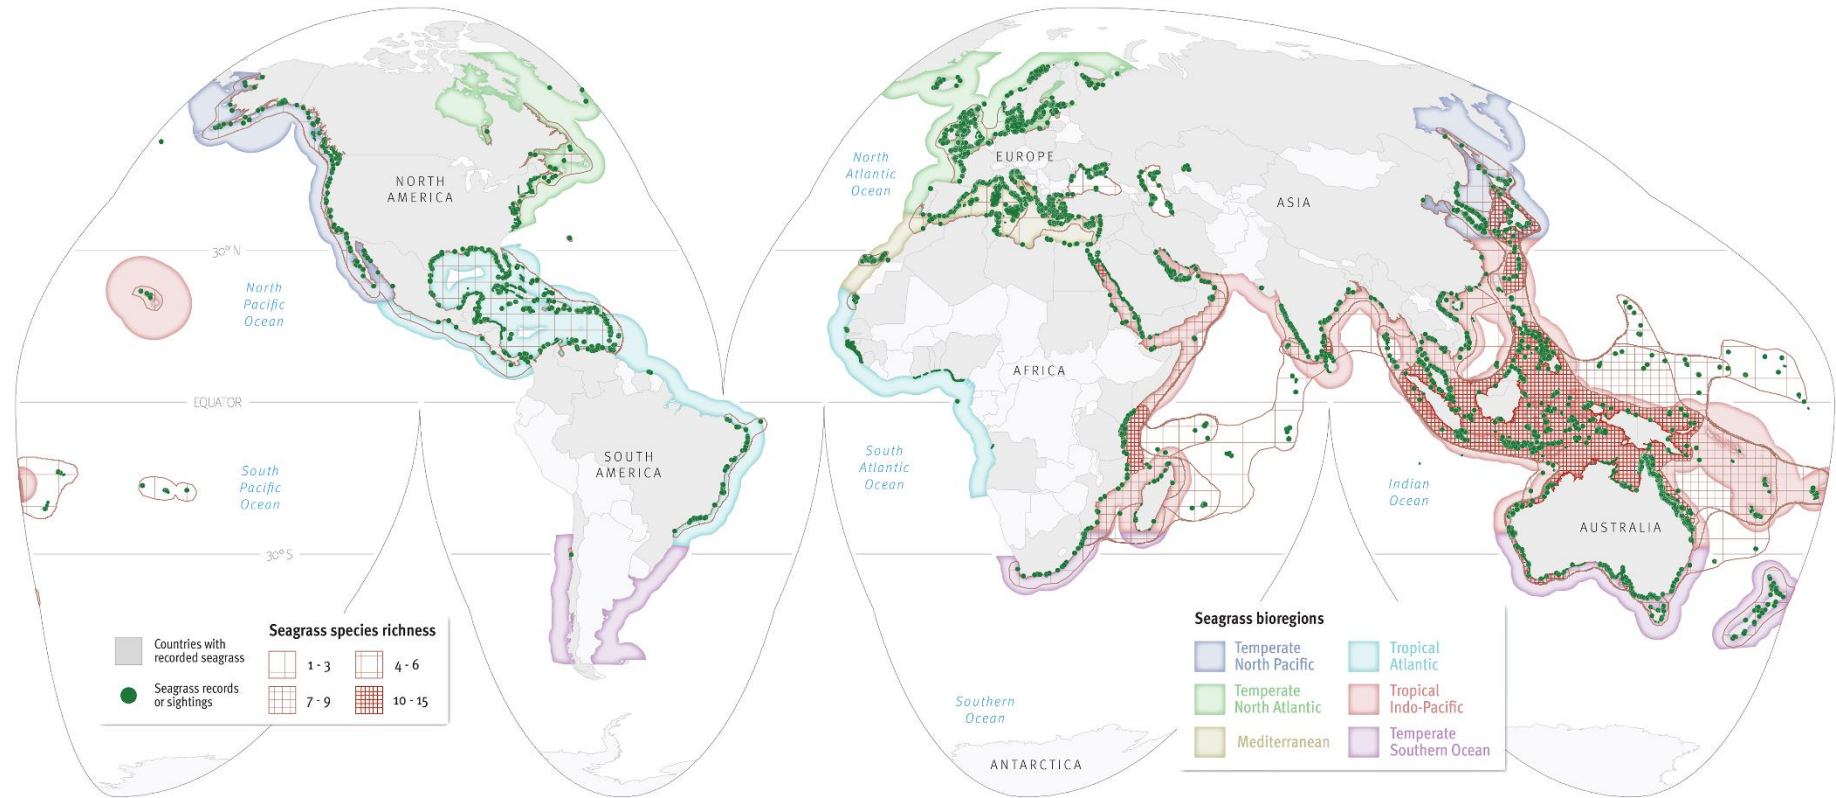 NORTH
AMERICA
North
Atlantic
Ocean
EUROPE
ASIA
30° N
North
Pacific
Ocean
AFRICA
EQUATOR
SOUTH
AMERICA
South
Pacific
Ocean
South
Atlantic
Ocean
Indian
Ocean
AUSTRALIA
30° S
Countries with
recorded seagrass
Seagrass records
or sightings
Seagrass species richness
1 - 3
4 - 6
7 - 9
10 - 15
Seagrass bioregions
Temperate
North Pacific
Tropical
Atlantic
Temperate
North Atlantic
Tropical
Indo-Pacific
Mediterranean
Temperate
Southern Ocean
Southern
Ocean
ANTARCTICA